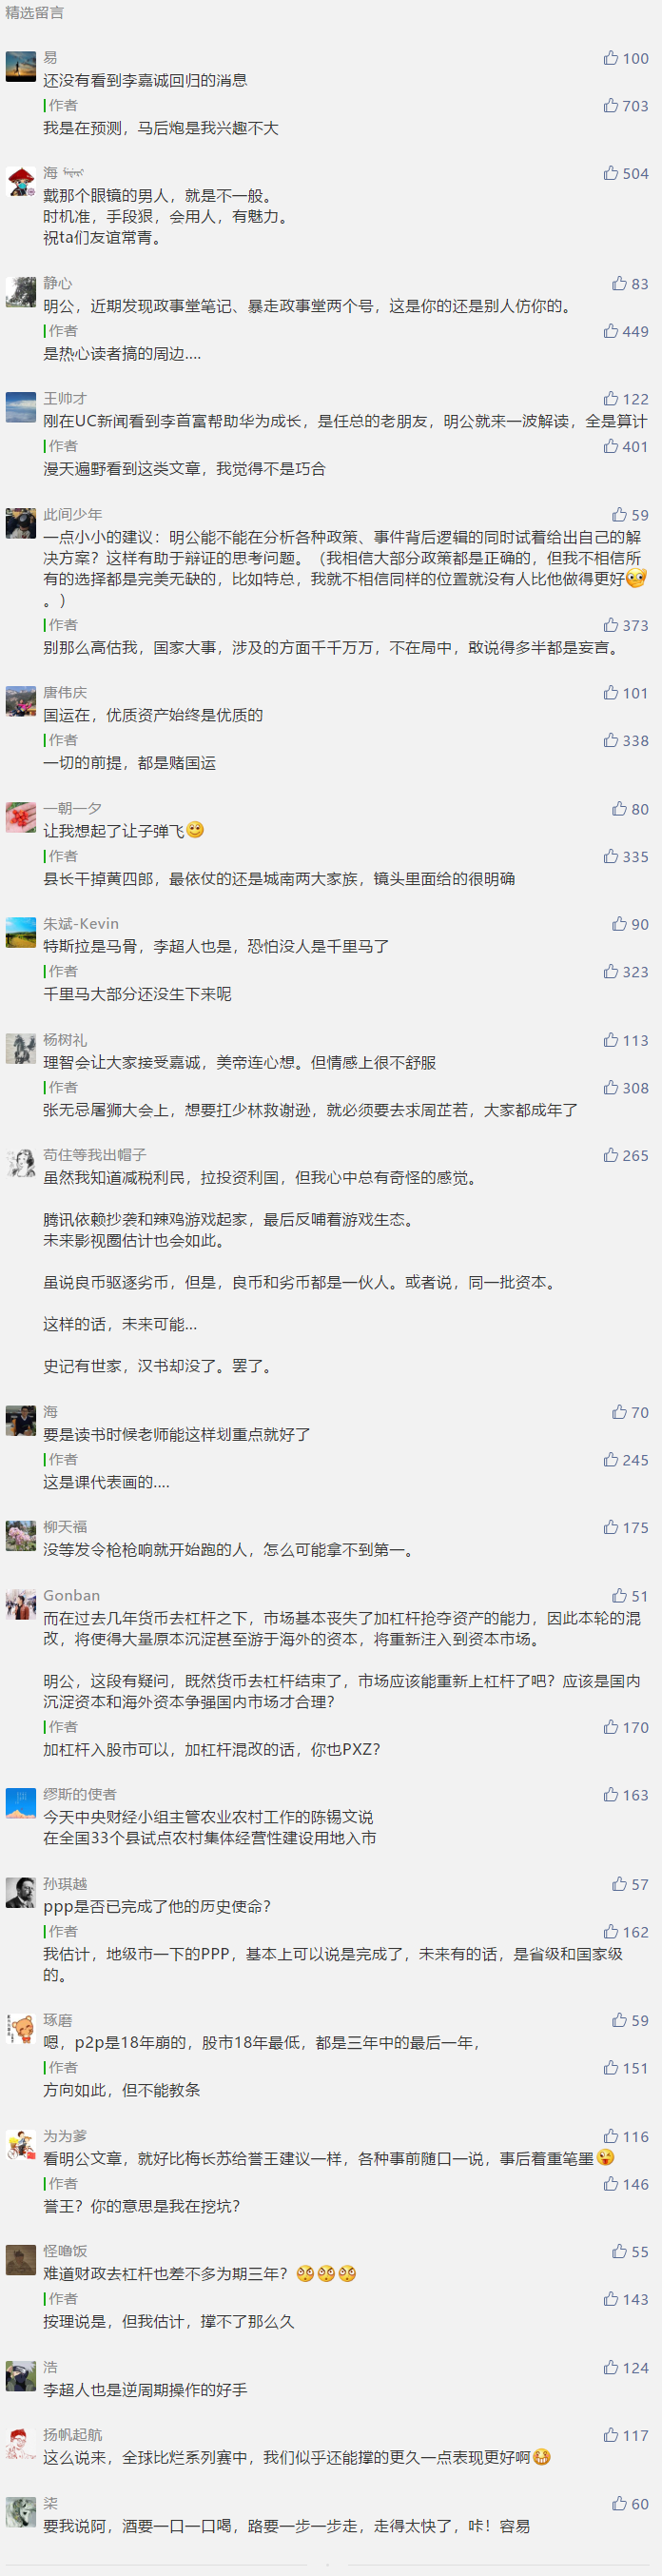 精选留言
易
100
还没有看到李嘉诚回归的消息
作者
703
我是在预测，马后炮是我兴趣不大
海
504
戴那个眼镜的男人，就是不一般。
时机准，手段狠，会用人，有魅力。
祝ta们友谊常青。
静心
83
明公，近期发现政事堂笔记、暴走政事堂两个号，这是你的还是别人仿你的。
作者
449
是热心读者搞的周边....
王帅才
122
刚在UC新闻看到李首富帮助华为成长，是任总的老朋友，明公就来一波解读，全是算计
作者
401
漫天遍野看到这类文章，我觉得不是巧合
此间少年
59
一点小小的建议：明公能不能在分析各种政策、事件背后逻辑的同时试着给出自己的解
决方案？这样有助于辩证的思考问题。（我相信大部分政策都是正确的，但我不相信所
有的选择都是完美无缺的，比如特总，我就不相信同样的位置就没有人比他做得更好
。）
作者
373
别那么高估我，国家大事，涉及的方面千千万万，不在局中，敢说得多半都是妄言。
唐伟庆
101
国运在，优质资产始终是优质的
作者
338
一切的前提，都是赌国运
一朝一夕
80
让我想起了让子弹飞
作者
335
县长干掉黄四郎，最依仗的还是城南两大家族，镜头里面给的很明确
朱斌-Kevin
90
特斯拉是马骨，李超人也是，恐怕没人是千里马了
作者
323
千里马大部分还没生下来呢
杨树礼
113
理智会让大家接受嘉诚，美帝连心想。但情感上很不舒服
作者
308
张无忌屠狮大会上，想要扛少林救谢逊，就必须要去求周芷若，大家都成年了
苟住等我出帽子
265
虽然我知道减税利民，拉投资利国，但我心中总有奇怪的感觉。
腾讯依赖抄袭和辣鸡游戏起家，最后反哺着游戏生态。
未来影视圈估计也会如此。
虽说良币驱逐劣币，但是，良币和劣币都是一伙人。或者说，同一批资本。
这样的话，未来可能...
史记有世家，汉书却没了。罢了。
海
70
要是读书时候老师能这样划重点就好了
作者
245
这是课代表画的....
柳天福
175
没等发令枪枪响就开始跑的人，怎么可能拿不到第一。
Gonban
51
而在过去几年货币去杠杆之下，市场基本丧失了加杠杆抢夺资产的能力，因此本轮的混
改，将使得大量原本沉淀甚至游于海外的资本，将重新注入到资本市场。
明公，这段有疑问，既然货币去杠杆结束了，市场应该能重新上杠杆了吧？应该是国内
沉淀资本和海外资本争强国内市场才合理？
作者
170
加杠杆入股市可以，加杠杆混改的话，你也PXZ？
缪斯的使者
163
今天中央财经小组主管农业农村工作的陈锡文说
在全国33个县试点农村集体经营性建设用地入市
孙琪越
57
ppp是否已完成了他的历史使命？
作者
162
我估计，地级市一下的PPP，基本上可以说是完成了，未来有的话，是省级和国家级
的。
琢磨
59
嗯，p2p是18年崩的，股市18年最低，都是三年中的最后一年，
作者
151
方向如此，但不能教条
为为爹
116
看明公文章，就好比梅长苏给誉王建议一样，各种事前随口一说，事后着重笔墨
作者
146
誉王？你的意思是我在挖坑？
怪噜饭
55
难道财政去杠杆也差不多为期三年？
作者
143
按理说是，但我估计，撑不了那么久
浩
124
李超人也是逆周期操作的好手
扬帆起航
117
这么说来，全球比烂系列赛中，我们似乎还能撑的更久一点表现更好啊
柒
60
要我说阿，酒要一口一口喝，路要一步一步走，走得太快了，咔！容易